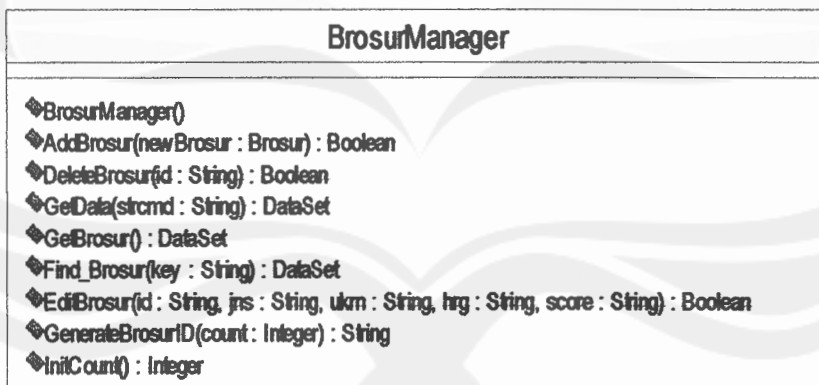 BrosurManager
BrosurManager()
AddBrosur(newBrosur : Brosur) : Boolean
DeleteBrosur(id : String) : Boolean
GetData(strcmd : String) : DataSet
GetBrosur() : DataSet
Find_Brosur(key : String) : DataSet
EditBrosur(id : String, jns : String, ukrn : String, hrg : String, score : String) : Boolean
GenerateBrosurID(count : Integer) : String
InitCount() : Integer